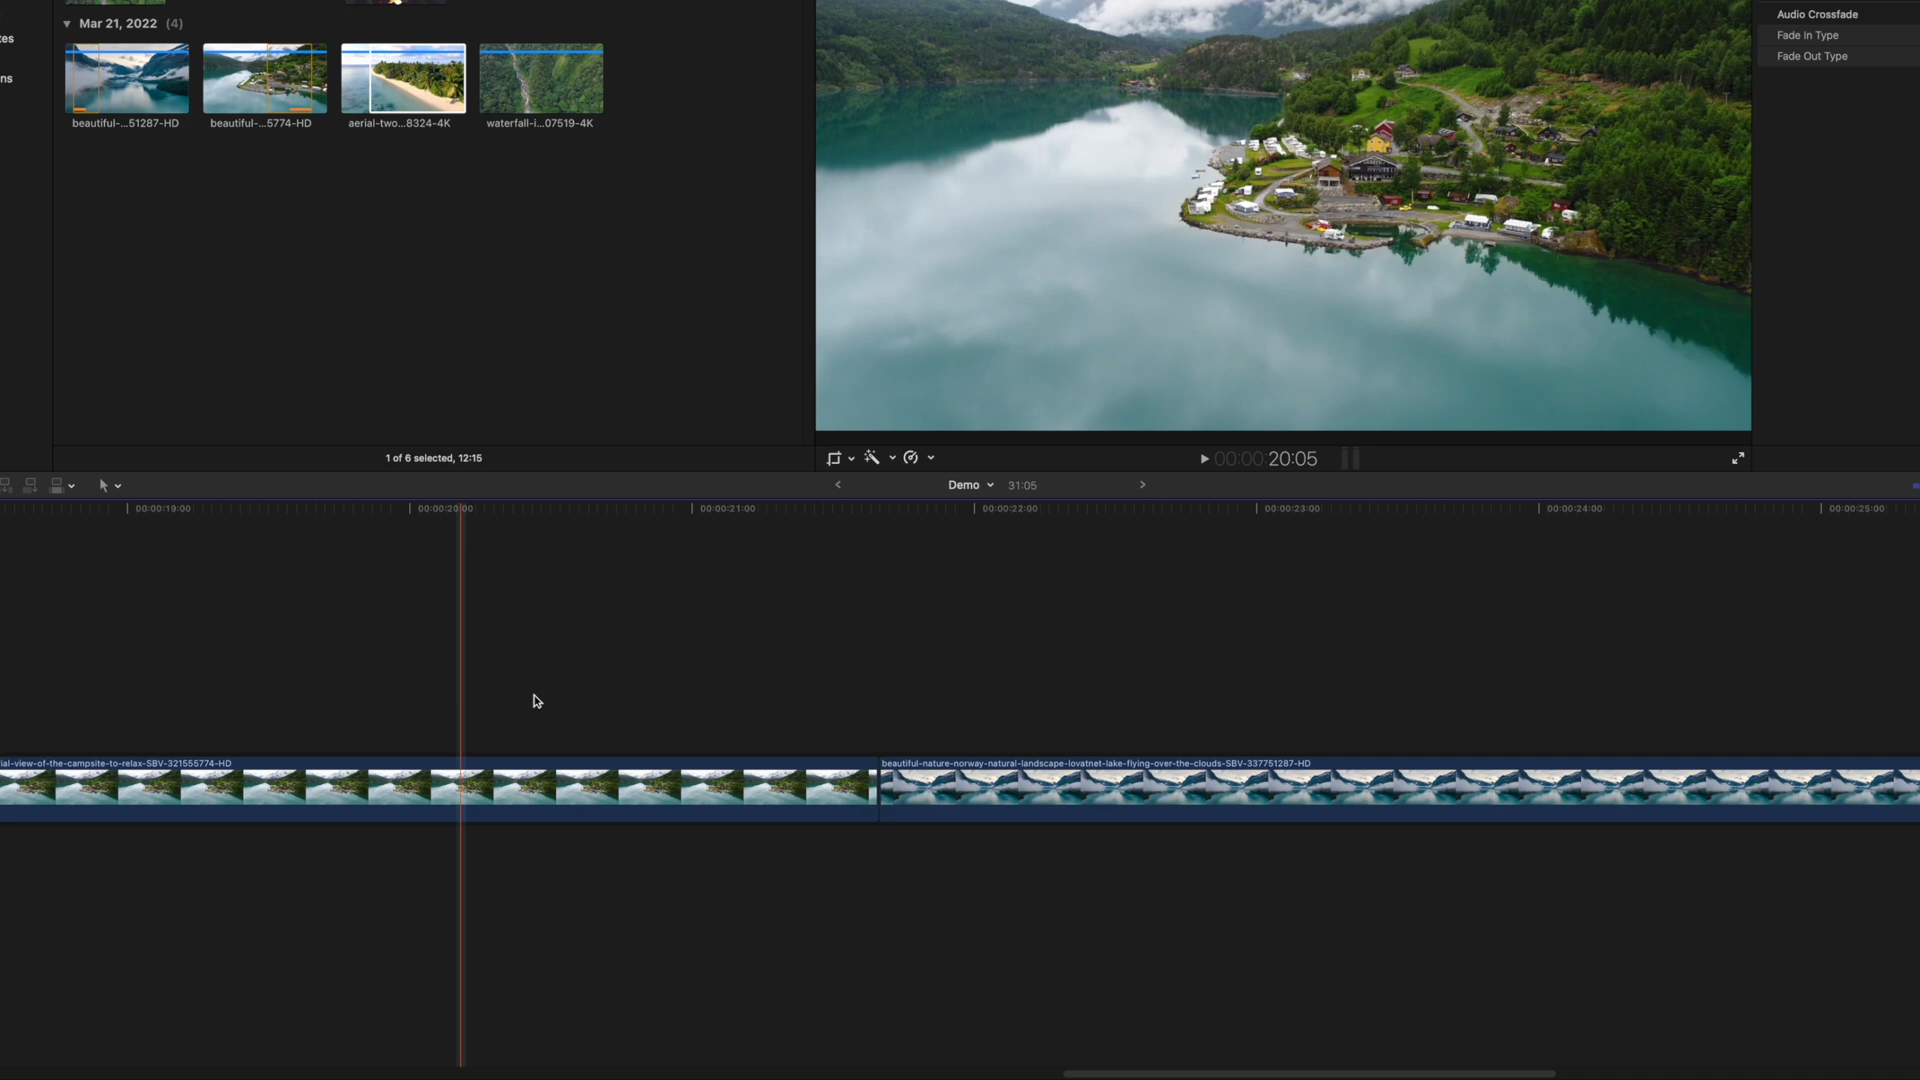 Mar 21, 2022 (4)
tes
ns
beautiful-...51287-HD
beautiful-...5774-HD
aerial-two...8324-4K
waterfall-i...07519-4K
Audio Crossfade
Fade In Type
Fade Out Type
1 of 6 selected, 12:15
00:00:20:05
Demo
31:05
00:00:19:00
00:00:20:00
00:00:21:00
00:00:22:00
00:00:23:00
00:00:24:00
00:00:25:00
ial-view-of-the-campsite-to-relax-SBV-321555774-HD
beautiful-nature-norway-natural-landscape-lovatnet-lake-flying-over-the-clouds-SBV-337751287-HD